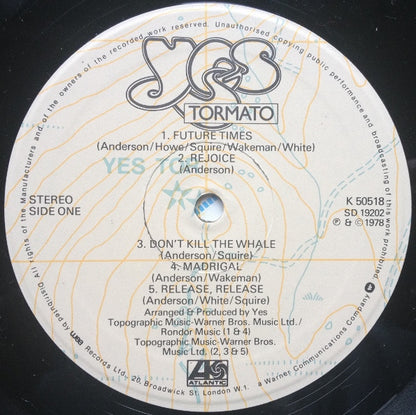 of the Manufacturers and of the owners of the recorded work reserved. Unauthorised copying public performance and broadcasting of this record prohibited.
YES
TORMATO
1. FUTURE TIMES
(Anderson/Howe/Squire/Wakeman/White)
YES TO
2. REJOICE
(Anderson)
STEREO
SIDE ONE
K 50518
SD 19202
℗ & © 1978
3. DON'T KILL THE WHALE
(Anderson/Squire)
4. MADRIGAL
(Anderson/Wakeman)
5. RELEASE, RELEASE
(Anderson/White/Squire)
Arranged & Produced by Yes
Topographic Music-Warner Bros. Music Ltd./
Rondor Music (1 & 4)
Topographic Music-Warner Bros.
Music Ltd. (2, 3 & 5)
ATLANTIC
All rights
Distributed by wea Records Ltd., 20, Broadwick St. London W.1. a Warner Communications Company